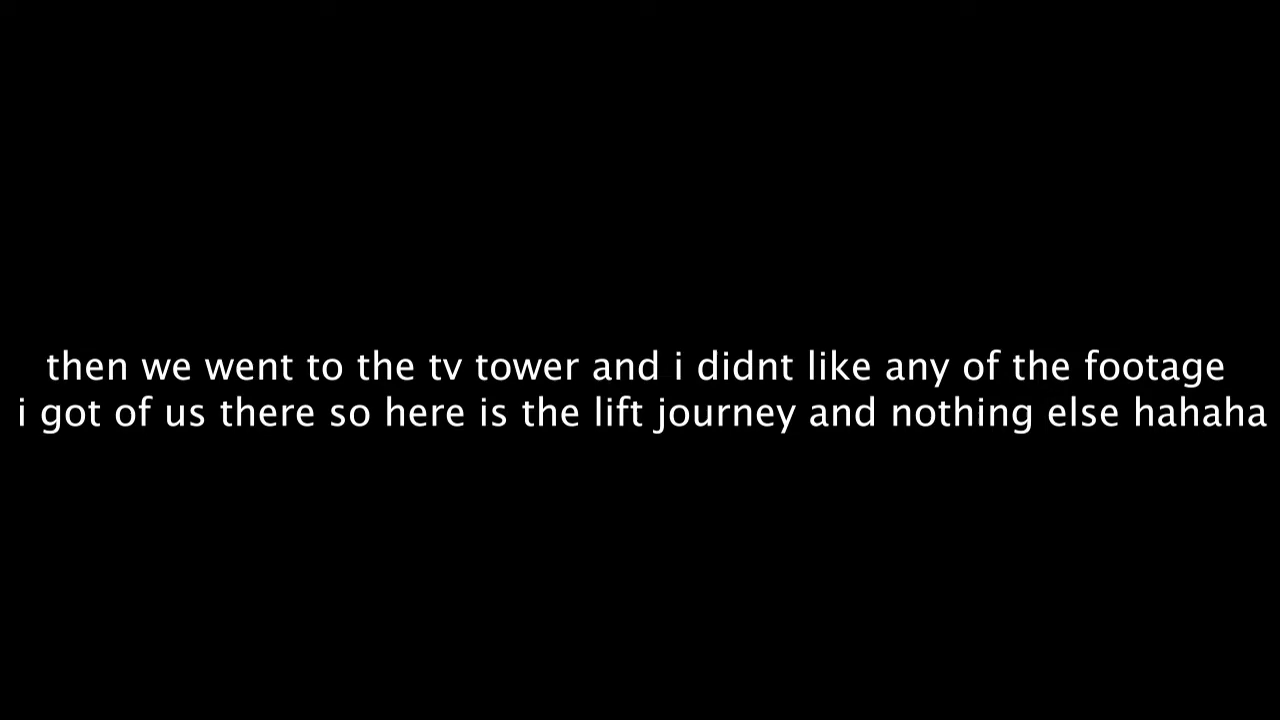 then we went to the tv tower and i didnt like any of the footage
i got of us there so here is the lift journey and nothing else hahaha